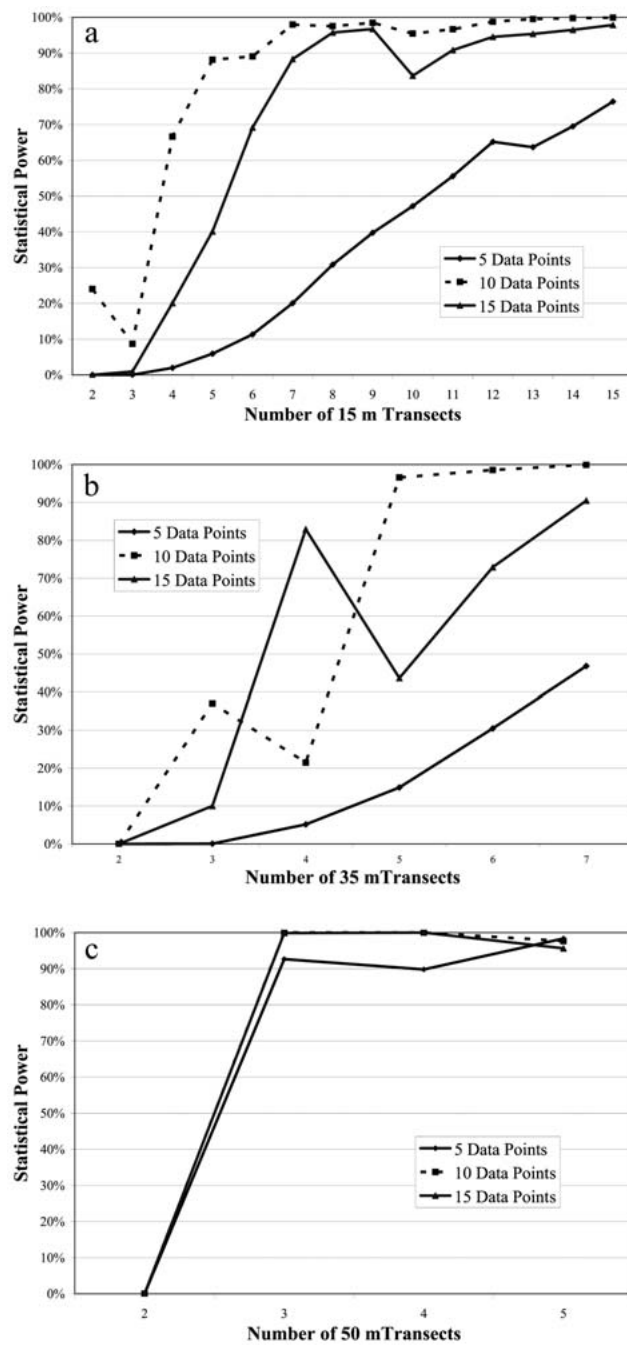 a
100%
90%
80%
70%
60%
50%
40%
30%
20%
10%
0%
Statistical Power
5 Data Points
10 Data Points
15 Data Points
2 3 4 5 6 7 8 9 10 11 12 13 14 15
Number of 15 m Transects
b
100%
90%
80%
70%
60%
50%
40%
30%
20%
10%
0%
Statistical Power
5 Data Points
10 Data Points
15 Data Points
2 3 4 5 6 7
Number of 35 mTransects
c
100%
90%
80%
70%
60%
50%
40%
30%
20%
10%
0%
Statistical Power
5 Data Points
10 Data Points
15 Data Points
2 3 4 5
Number of 50 mTransects